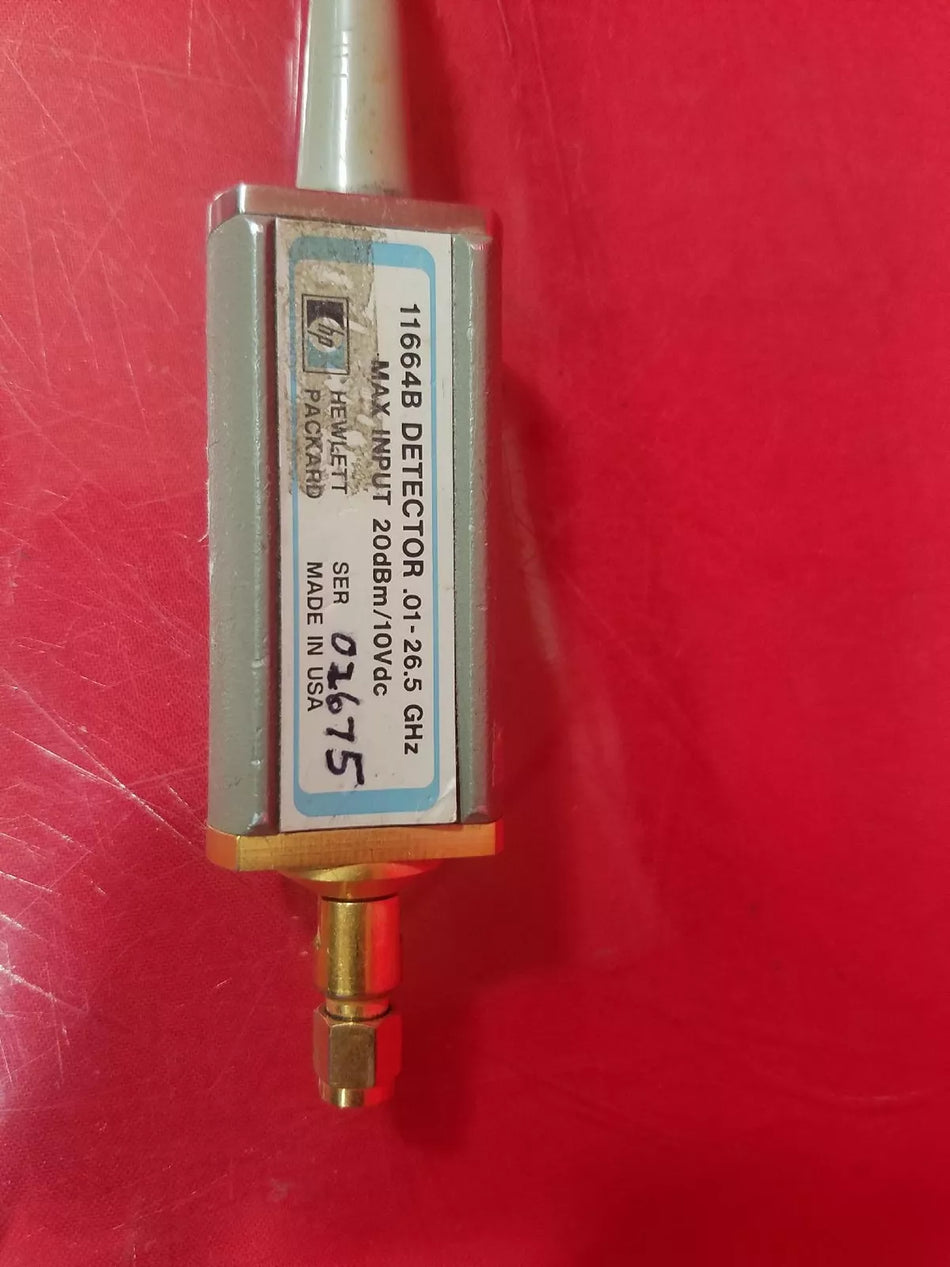 11664B DETECTOR .01-26.5 GHz
MAX INPUT 20dBm/10Vdc
hp
HEWLETT
PACKARD
SER 02675
MADE IN USA